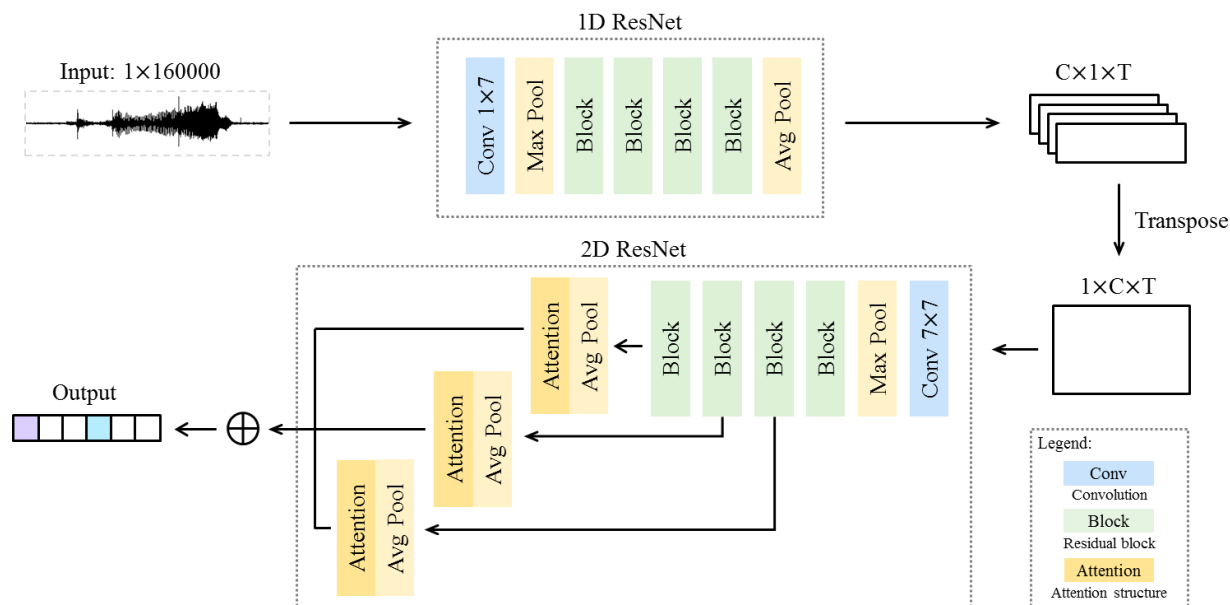 1D ResNet
Input: 1×160000
Conv 1×7
Max Pool
Block
Block
Block
Block
Avg Pool
C×1×T
Transpose
1×C×T
2D ResNet
Attention
Avg Pool
Block
Block
Block
Block
Max Pool
Conv 7×7
Attention
Avg Pool
Attention
Avg Pool
Output
Legend:
Conv
Convolution
Block
Residual block
Attention
Attention structure